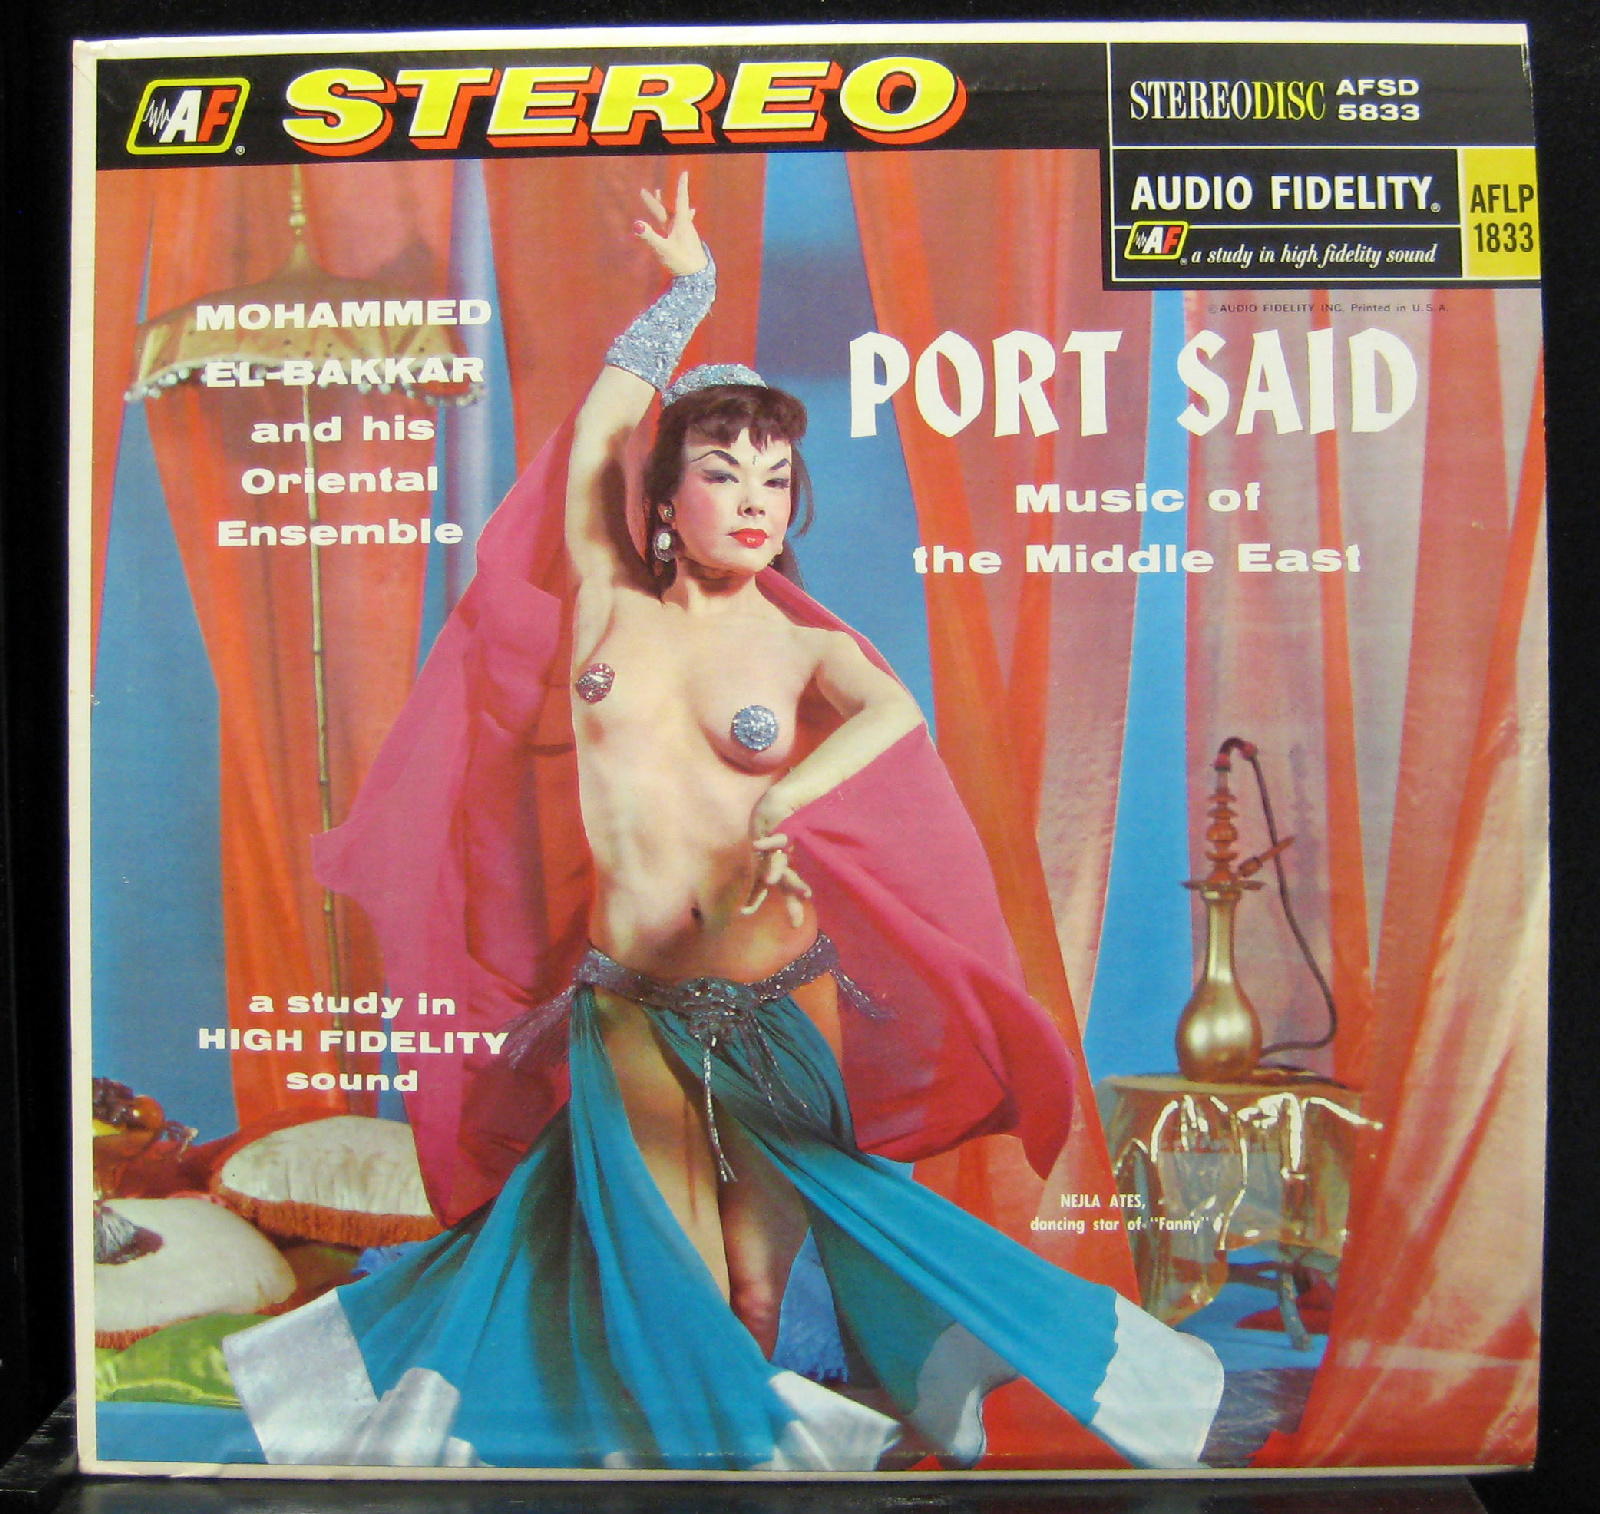 AF ®
STEREO
STEREODISC AFSD
5833
AUDIO FIDELITY®
AFLP
1833
AF ® a study in high fidelity sound
© AUDIO FIDELITY INC. Printed in U.S.A.
MOHAMMED
EL-BAKKAR
and his
Oriental
Ensemble
PORT SAID
Music of
the Middle East
a study in
HIGH FIDELITY
sound
NEJLA ATES,
dancing star of "Fanny"